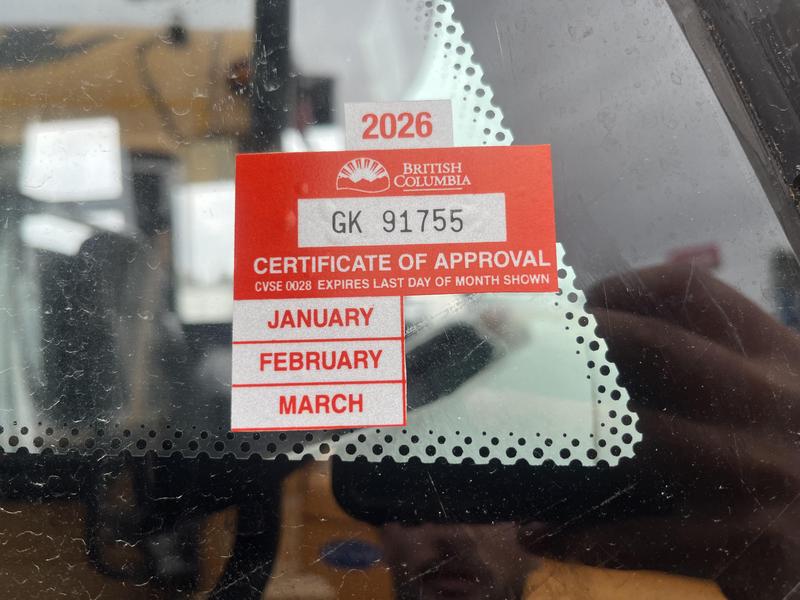 2026
BRITISH
COLUMBIA
GK 91755
CERTIFICATE OF APPROVAL
CVSE 0028 EXPIRES LAST DAY OF MONTH SHOWN
JANUARY
FEBRUARY
MARCH